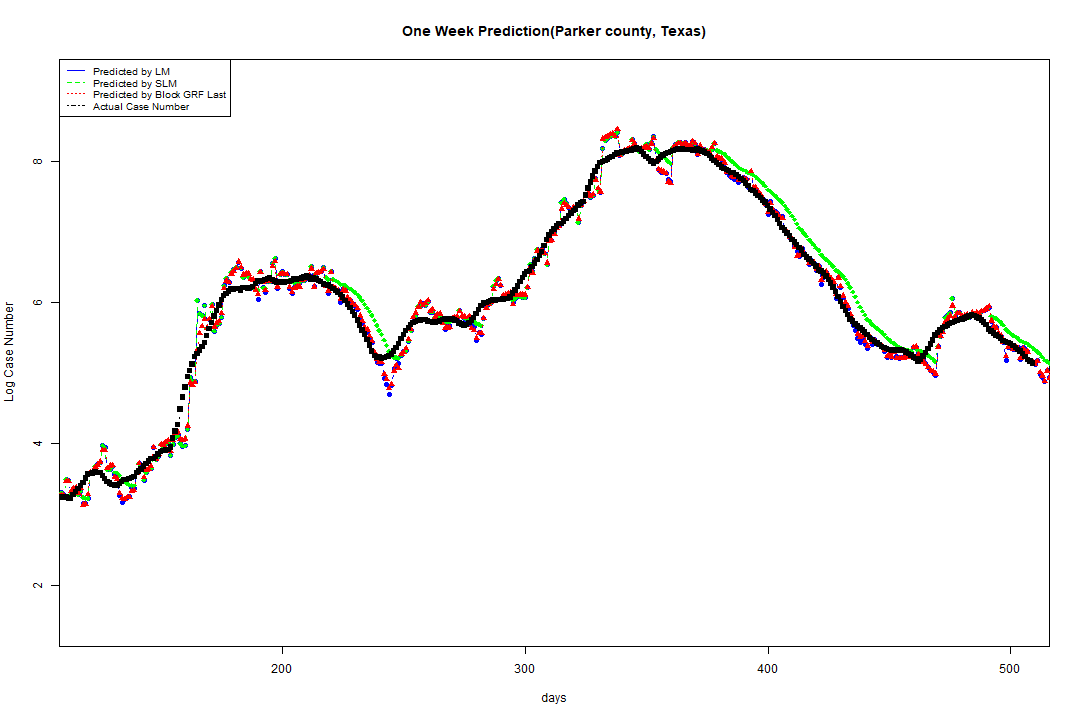 One Week Prediction(Parker county, Texas)
Predicted by LM
Predicted by SLM
Predicted by Block GRF Last
Actual Case Number
8
6
4
2
Log Case Number
200 300 400 500
days